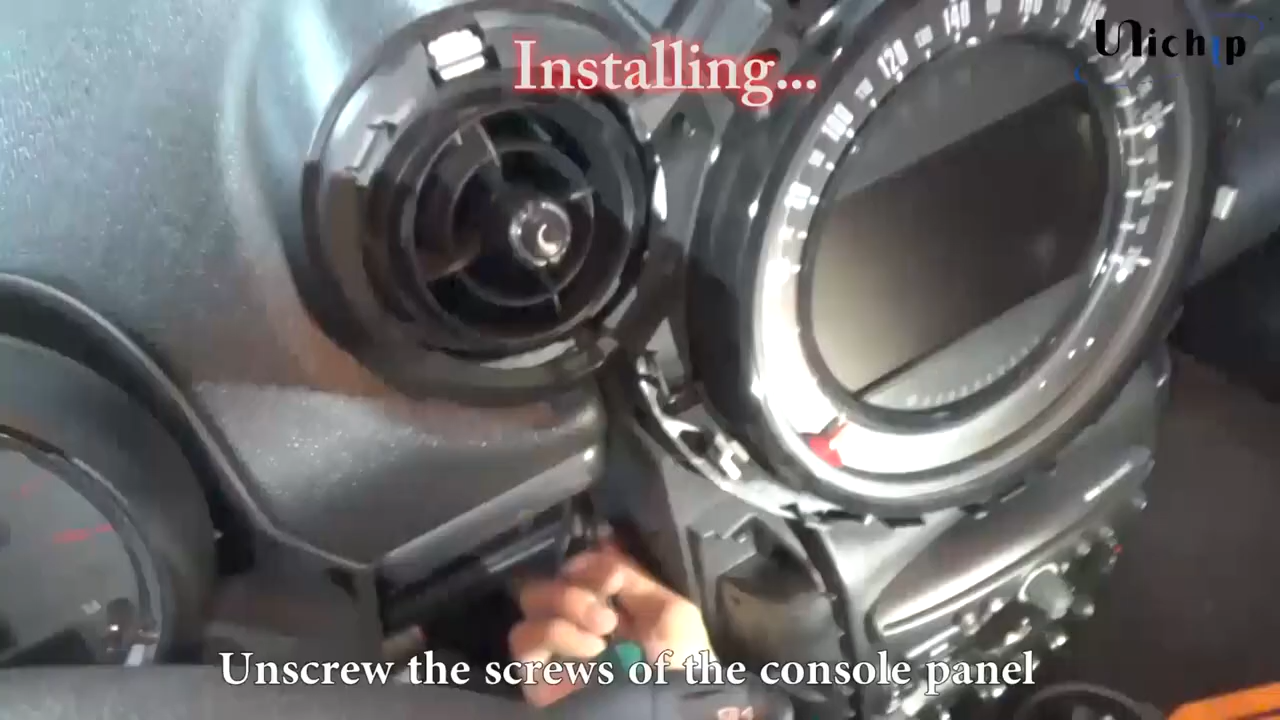 Installing...
Unichip
140
120
100
Unscrew the screws of the console panel